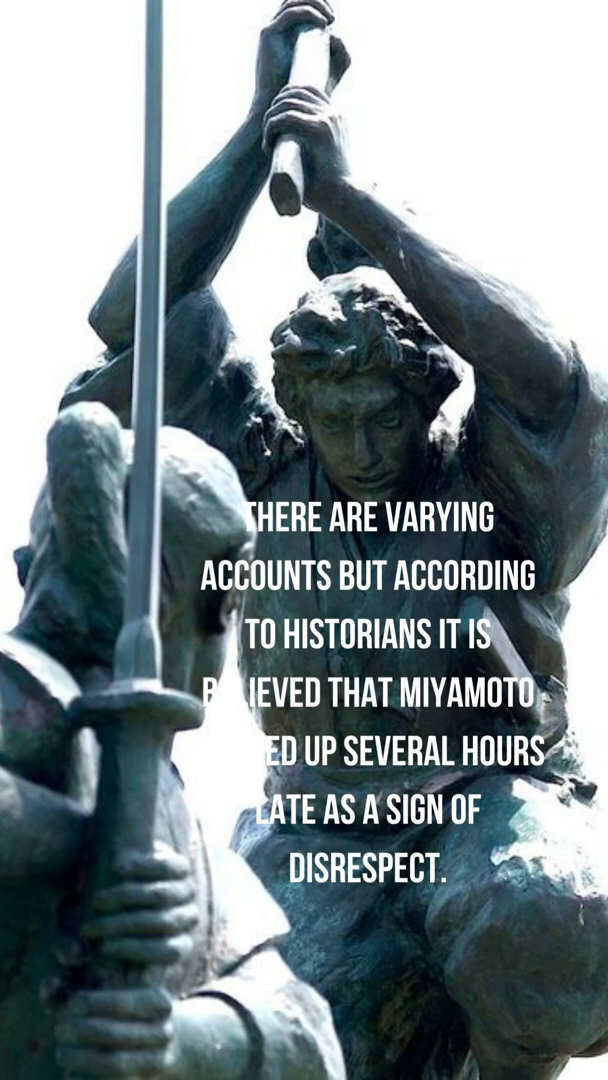 THERE ARE VARYING
ACCOUNTS BUT ACCORDING
TO HISTORIANS IT IS
BELIEVED THAT MIYAMOTO
UP SEVERAL HOURS
LATE AS A SIGN OF
DISRESPECT.